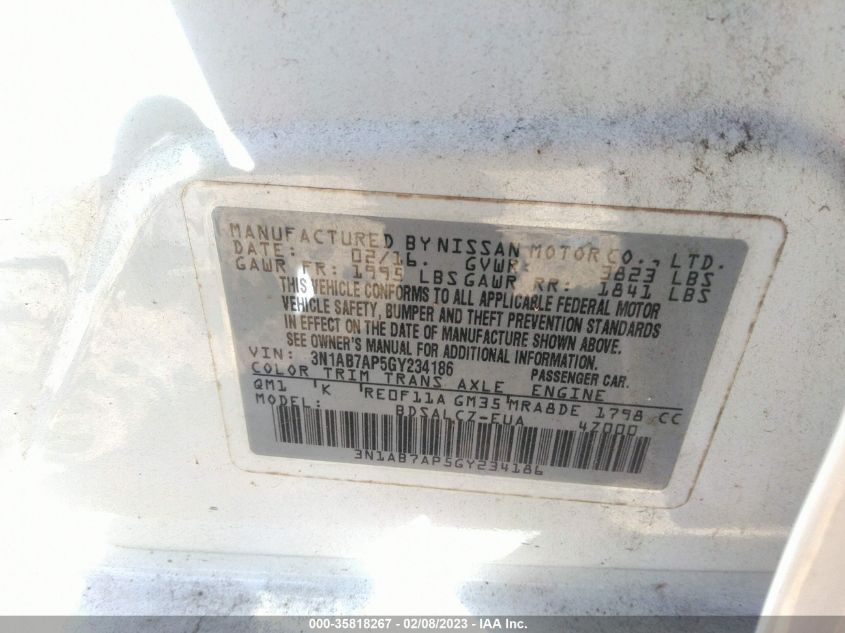 MANUFACTURED BY NISSAN MOTOR CO., LTD.
DATE: 02/16. GVWR: 3823 LBS
GAWR FR: 1995 LBS GAWR RR: 1841 LBS
THIS VEHICLE CONFORMS TO ALL APPLICABLE FEDERAL MOTOR
VEHICLE SAFETY, BUMPER AND THEFT PREVENTION STANDARDS
IN EFFECT ON THE DATE OF MANUFACTURE SHOWN ABOVE.
SEE OWNER'S MANUAL FOR ADDITIONAL INFORMATION.
VIN: 3N1AB7AP5GY234186 PASSENGER CAR.
COLOR TRIM TRANS AXLE ENGINE
QM1 K RE0F11A GM35 MRA8DE 1798 CC
MODEL: BDSALCZ-EUA 4Z000
3N1AB7AP5GY234186
000-35818267 - 02/08/2023 - IAA Inc.